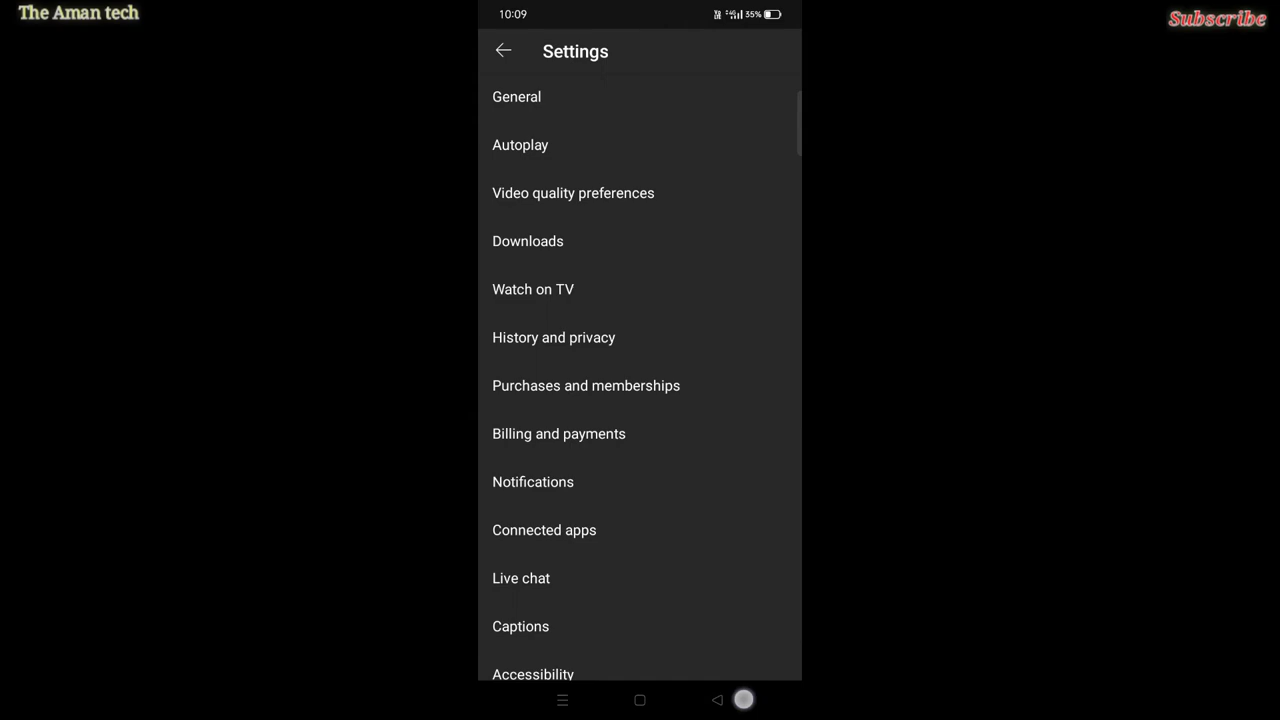 The Aman tech
Subscribe
10:09
35%
Settings
General
Autoplay
Video quality preferences
Downloads
Watch on TV
History and privacy
Purchases and memberships
Billing and payments
Notifications
Connected apps
Live chat
Captions
Accessibility